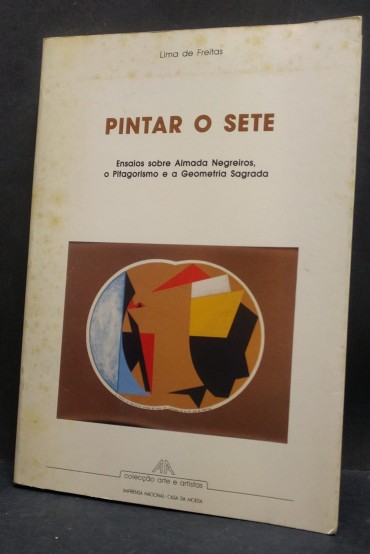 Lima de Freitas
PINTAR O SETE
Ensaios sobre Almada Negreiros,
o Pitagorismo e a Geometria Sagrada
colecção arte e artistas
IMPRENSA NACIONAL-CASA DA MOEDA